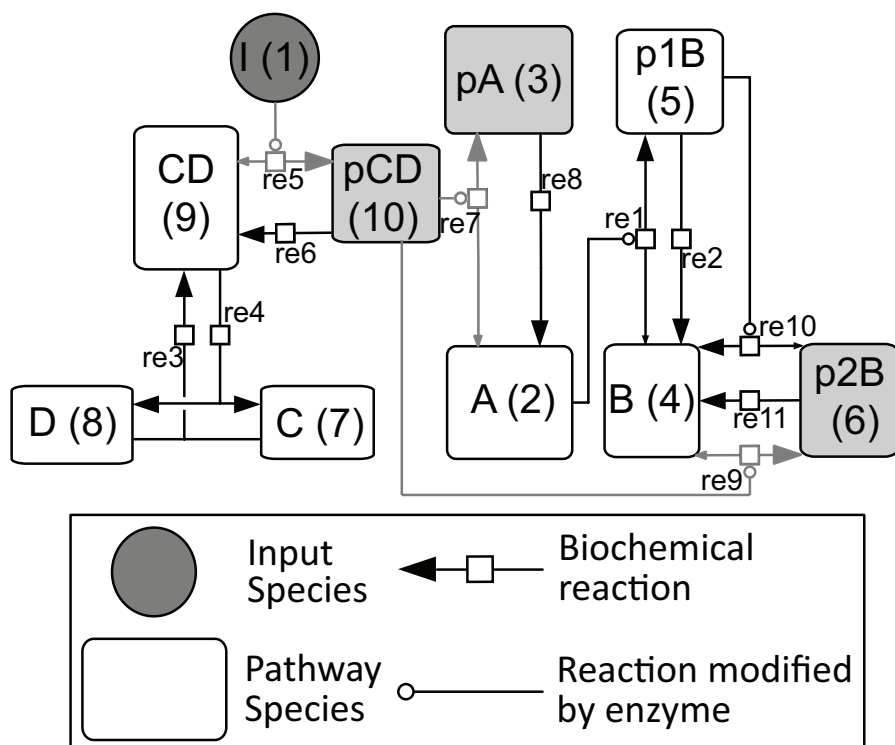 I (1)
pA (3)
p1B
(5)
CD
(9)
re5
pCD
(10)
re7
re8
re1
re2
re6
re4
re3
re10
D (8)
C (7)
A (2)
B (4)
p2B
(6)
re11
re9
Input
Species
Biochemical
reaction
Pathway
Species
Reaction modified
by enzyme